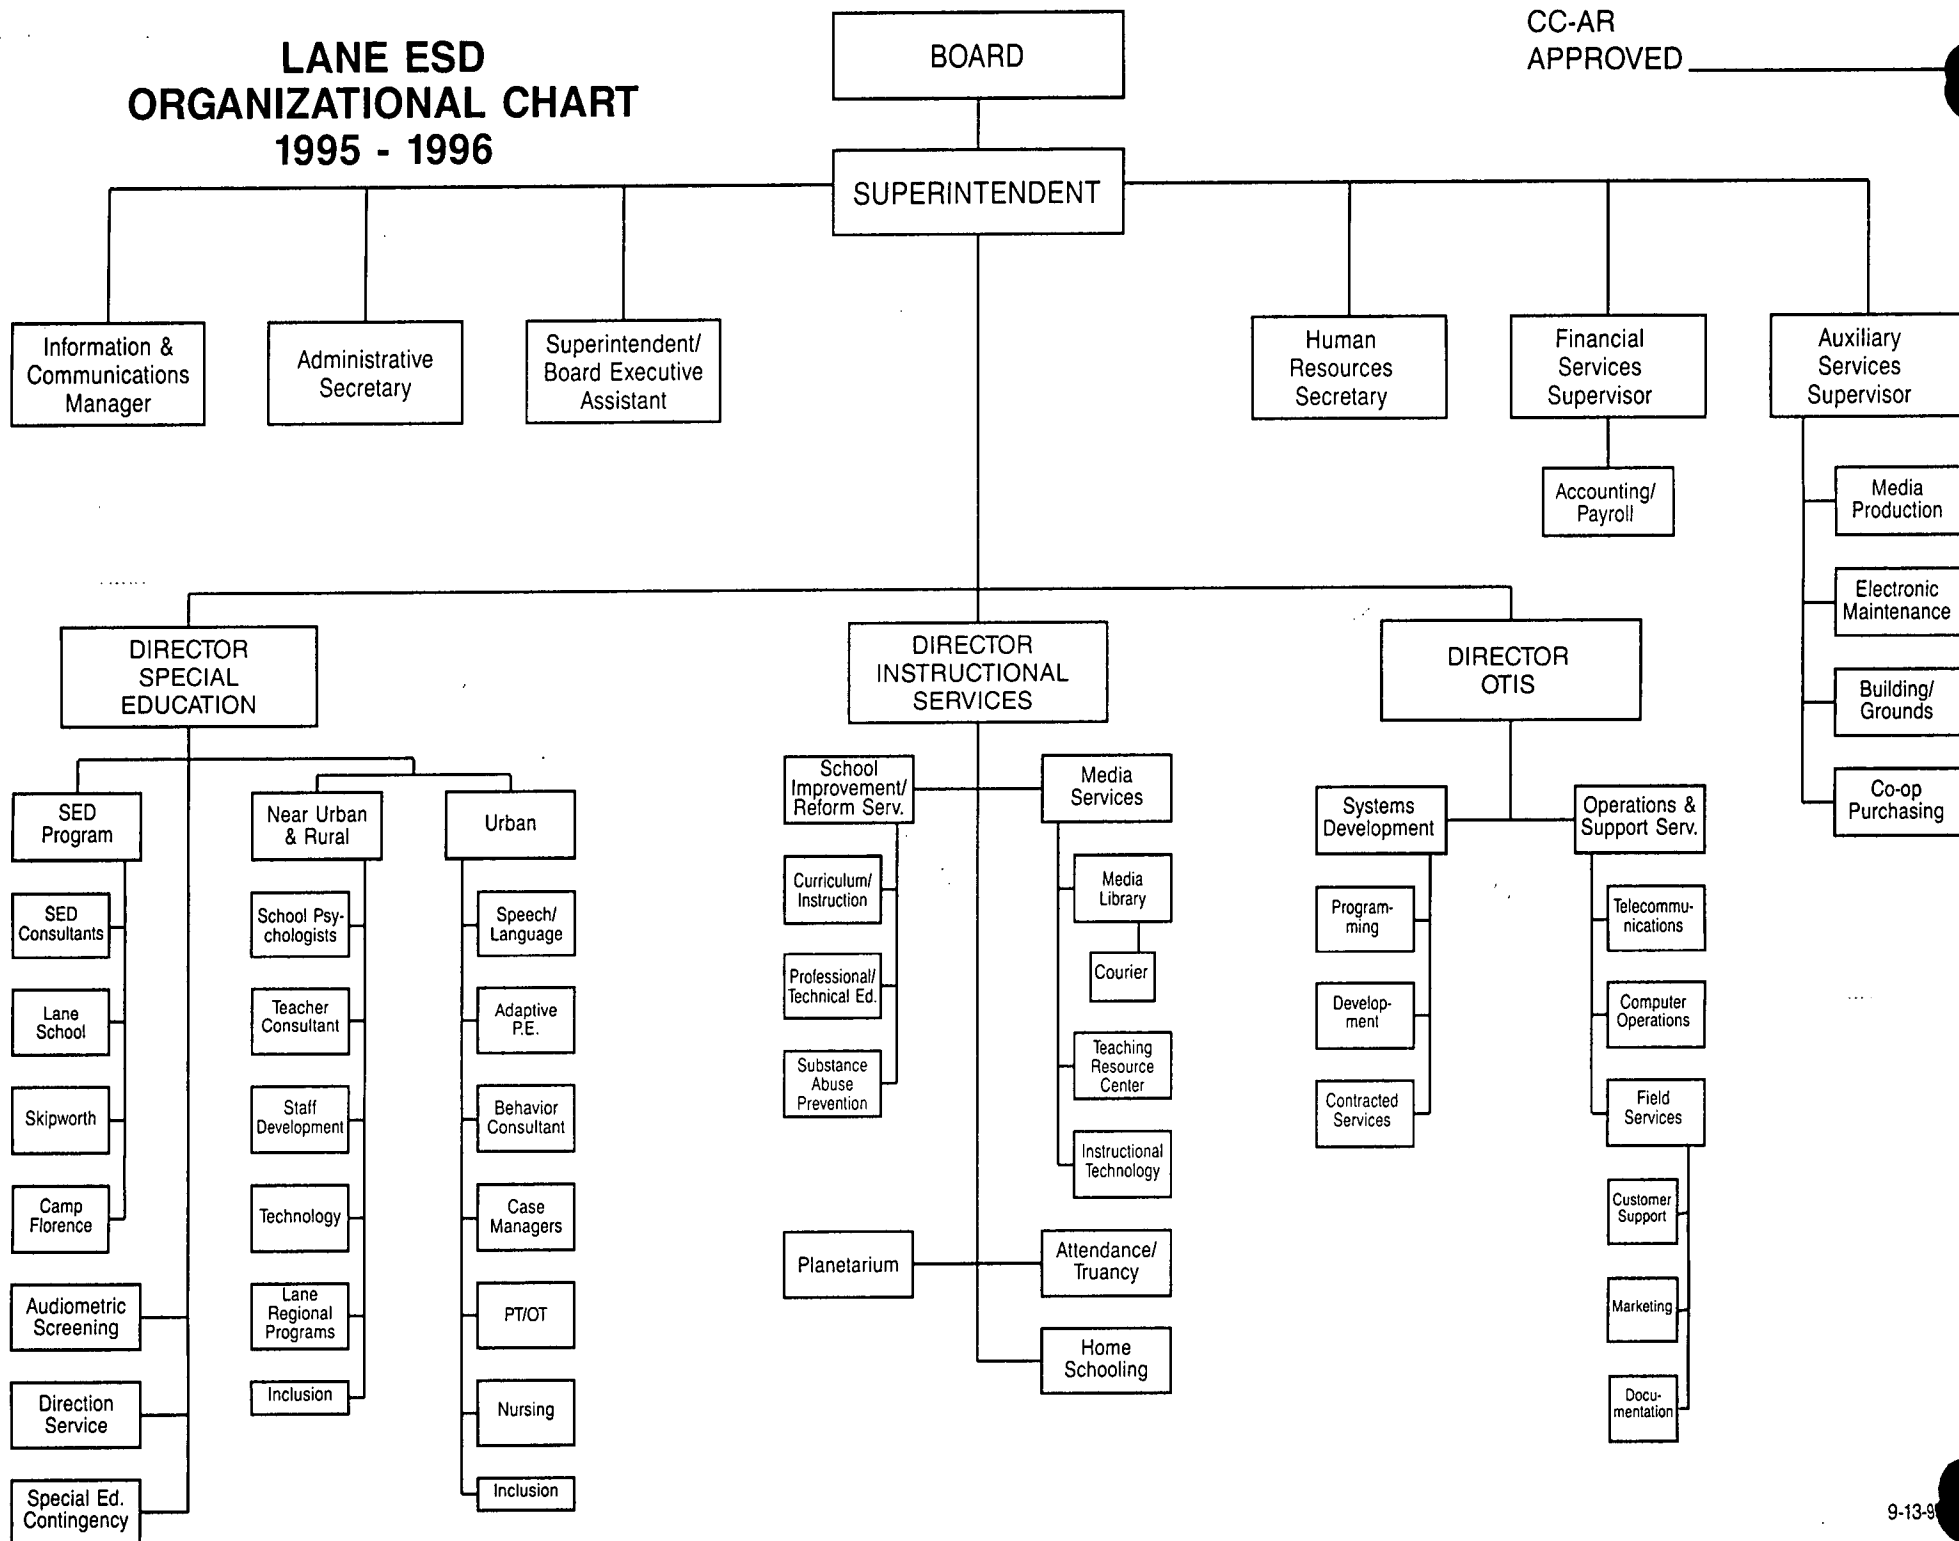 LANE ESD
ORGANIZATIONAL CHART
1995 - 1996
CC-AR
APPROVED
BOARD
SUPERINTENDENT
Information &
Communications
Manager
Administrative
Secretary
Superintendent/
Board Executive
Assistant
Human
Resources
Secretary
Financial
Services
Supervisor
Auxiliary
Services
Supervisor
Accounting/
Payroll
Media
Production
Electronic
Maintenance
Building/
Grounds
Co-op
Purchasing
DIRECTOR
SPECIAL
EDUCATION
DIRECTOR
INSTRUCTIONAL
SERVICES
DIRECTOR
OTIS
SED
Program
SED
Consultants
Lane
School
Skipworth
Camp
Florence
Audiometric
Screening
Direction
Service
Special Ed.
Contingency
Near Urban
& Rural
School Psy-
chologists
Teacher
Consultant
Staff
Development
Technology
Lane
Regional
Programs
Inclusion
Urban
Speech/
Language
Adaptive
P.E.
Behavior
Consultant
Case
Managers
PT/OT
Nursing
Inclusion
School
Improvement/
Reform Serv.
Curriculum/
Instruction
Professional/
Technical Ed.
Substance
Abuse
Prevention
Planetarium
Media
Services
Media
Library
Courier
Teaching
Resource
Center
Instructional
Technology
Attendance/
Truancy
Home
Schooling
Systems
Development
Program-
ming
Develop-
ment
Contracted
Services
Operations &
Support Serv.
Telecommu-
nications
Computer
Operations
Field
Services
Customer
Support
Marketing
Docu-
mentation